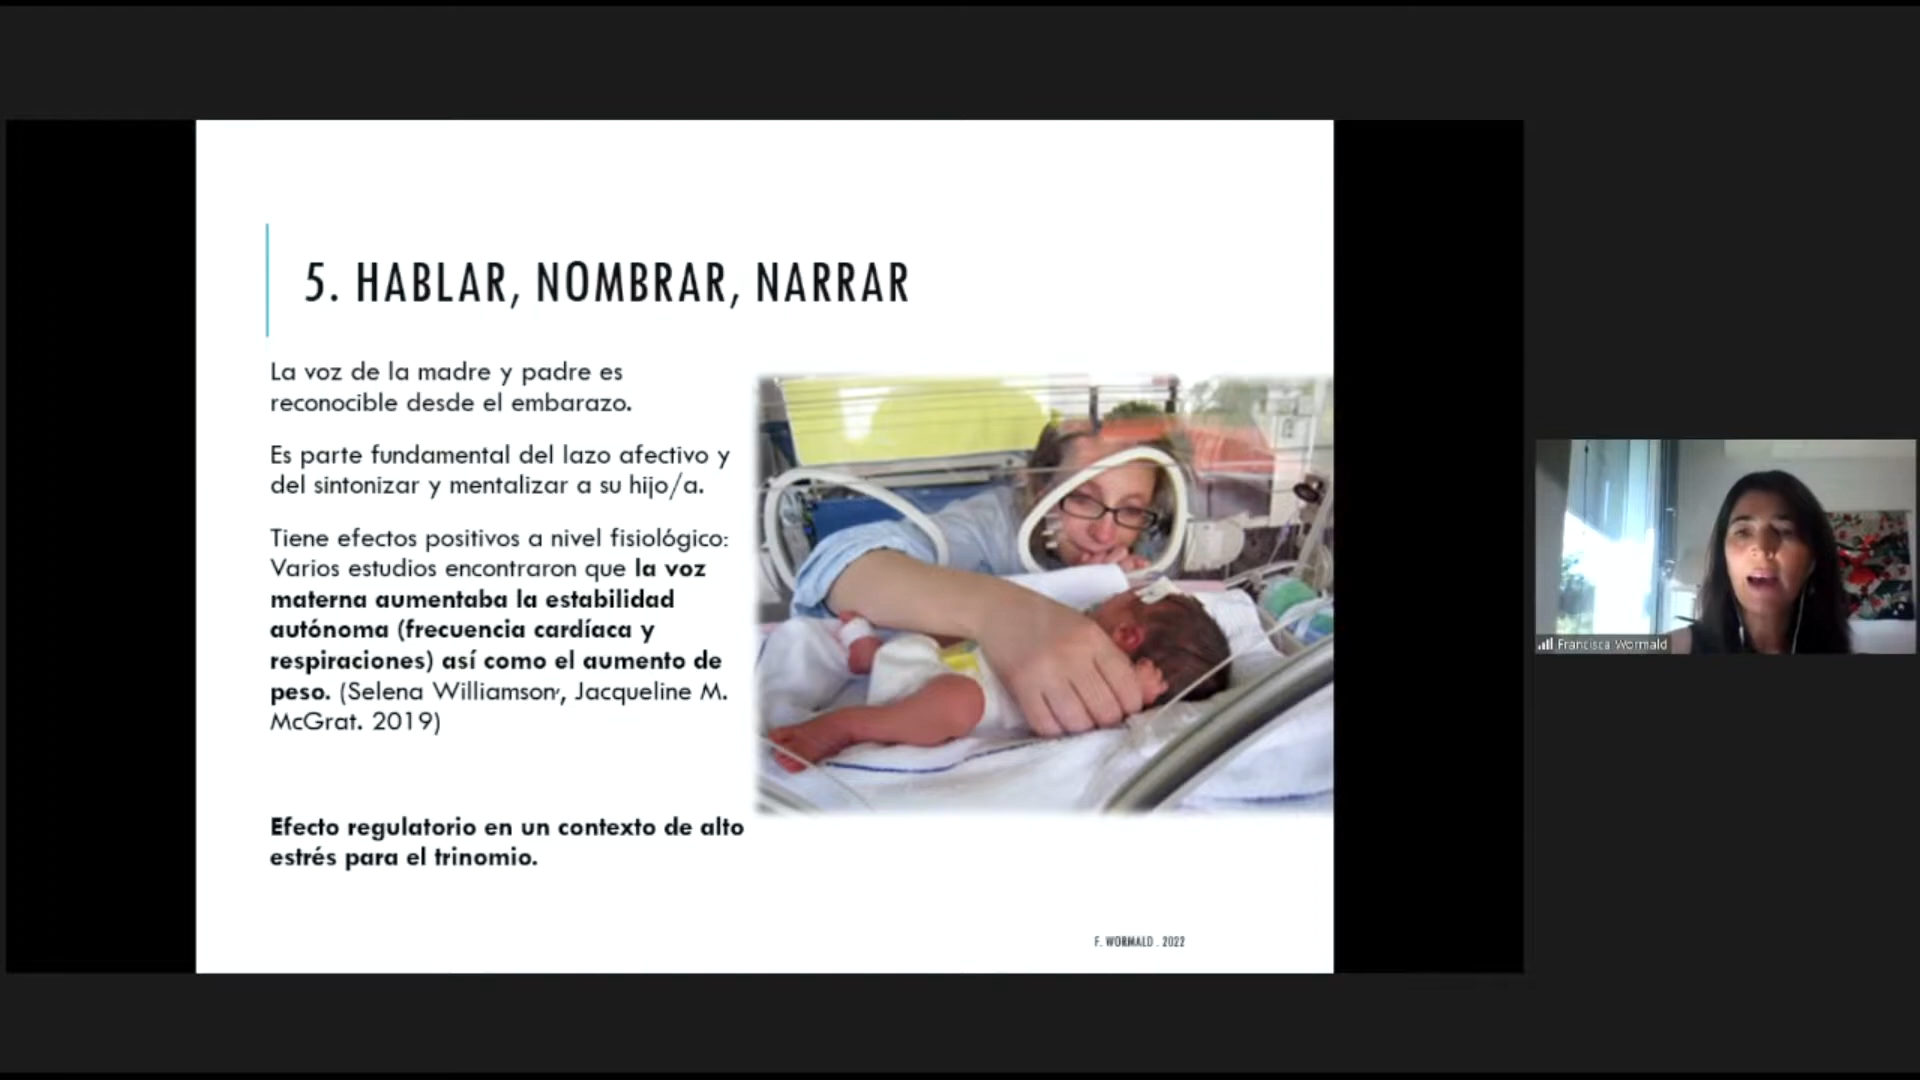 5. HABLAR, NOMBRAR, NARRAR
La voz de la madre y padre es
reconocible desde el embarazo.
Es parte fundamental del lazo afectivo y
del sintonizar y mentalizar a su hijo/a.
Tiene efectos positivos a nivel fisiológico:
Varios estudios encontraron que la voz
materna aumentaba la estabilidad
autónoma (frecuencia cardíaca y
respiraciones) así como el aumento de
peso. (Selena Williamson, Jacqueline M.
McGrat. 2019)
Efecto regulatorio en un contexto de alto
estrés para el trinomio.
F. WORMALD . 2022
Francisca Wormald